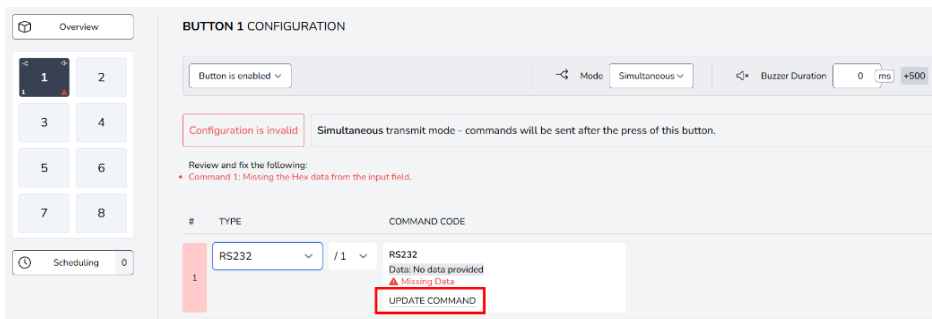 Overview
BUTTON 1 CONFIGURATION
1
1
2
3
4
5
6
7
8
Scheduling 0
Button is enabled
Mode Simultaneous
Buzzer Duration 0 ms +500
Configuration is invalid
Simultaneous transmit mode - commands will be sent after the press of this button.
Review and fix the following:
• Command 1: Missing the Hex data from the input field.
# TYPE COMMAND CODE
1 RS232 / 1
RS232
Data: No data provided
Missing Data
UPDATE COMMAND